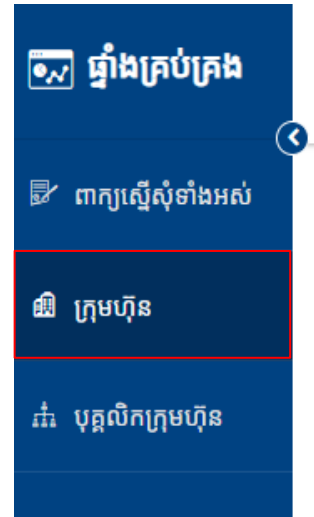 ផ្ទាំងគ្រប់គ្រង
ពាក្យស្នើសុំទាំងអស់
ក្រុមហ៊ុន
បុគ្គលិកក្រុមហ៊ុន